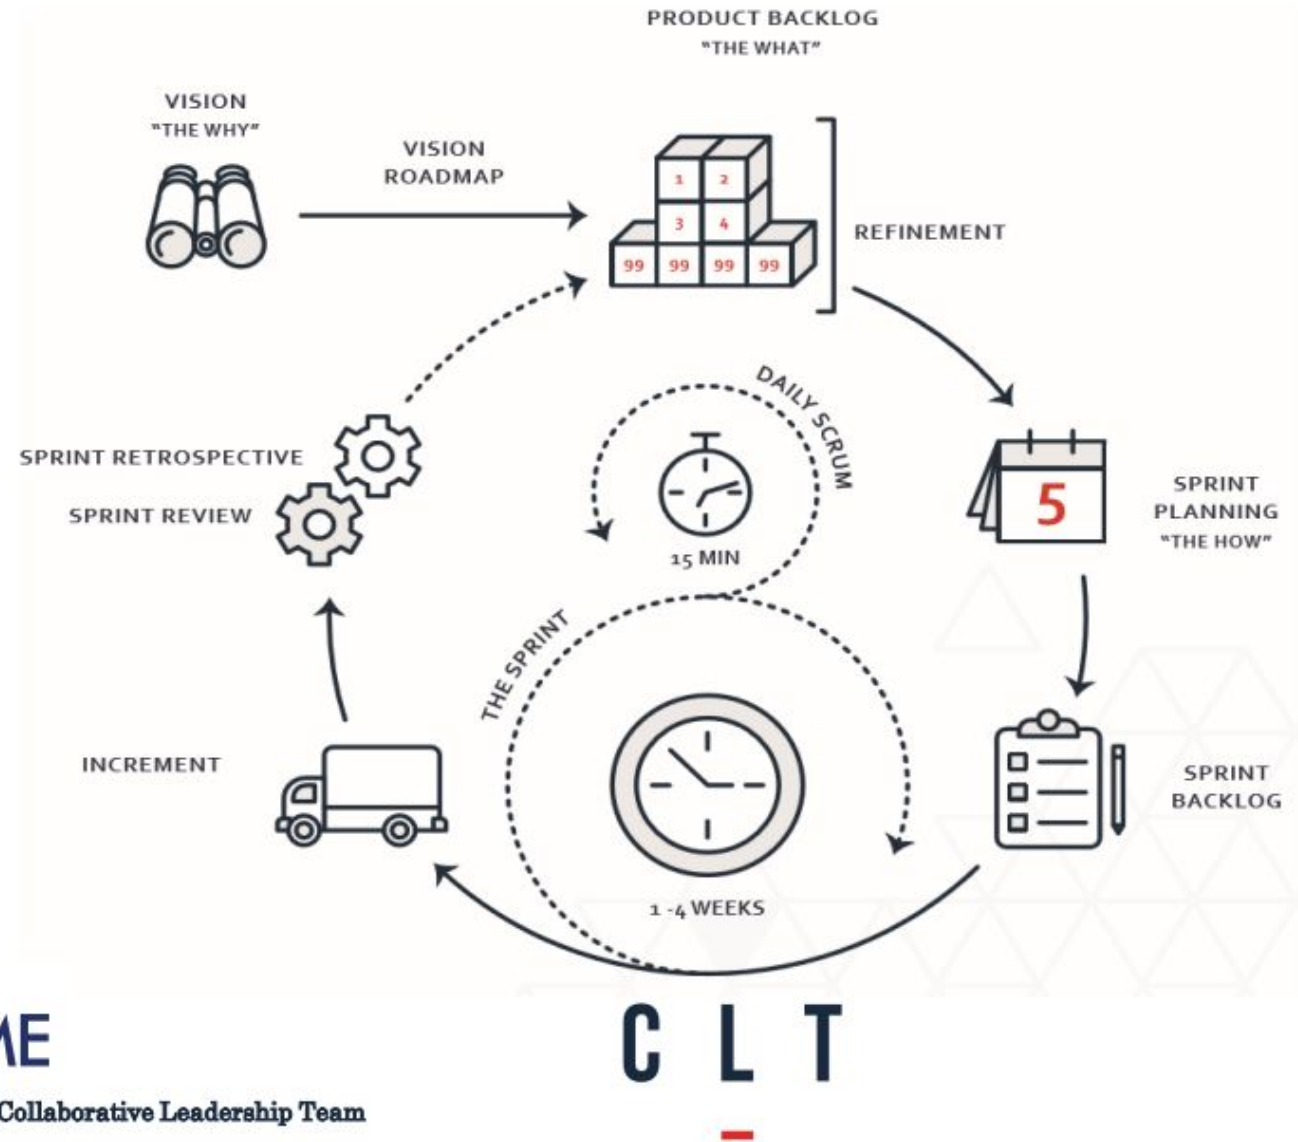 PRODUCT BACKLOG
"THE WHAT"
VISION
"THE WHY"
VISION
ROADMAP
1 2
3 4
99 99 99 99
REFINEMENT
DAILY SCRUM
SPRINT RETROSPECTIVE
SPRINT REVIEW
15 MIN
5
SPRINT
PLANNING
"THE HOW"
THE SPRINT
INCREMENT
SPRINT
BACKLOG
1 -4 WEEKS
CLT
Collaborative Leadership Team